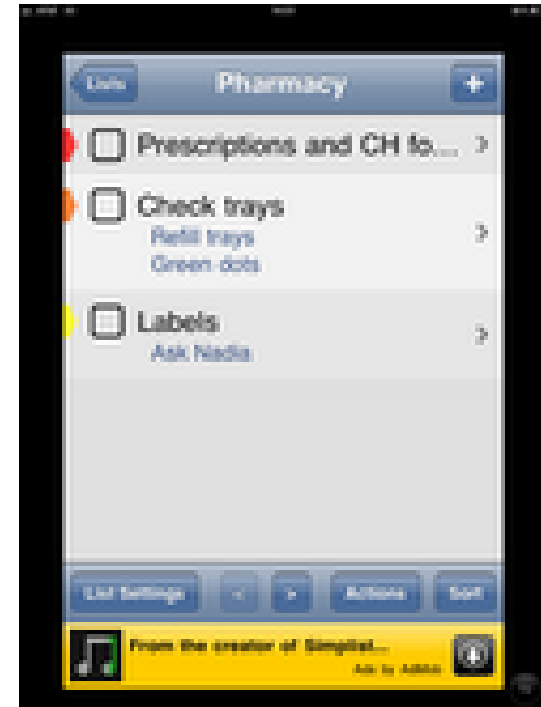 Lists
Pharmacy
+
Prescriptions and CH fo...
Check trays
Refill trays
Green dots
Labels
Ask Nadia
List Settings
<
>
Actions
Sort
From the creator of Simplist...
Ads by AdMob